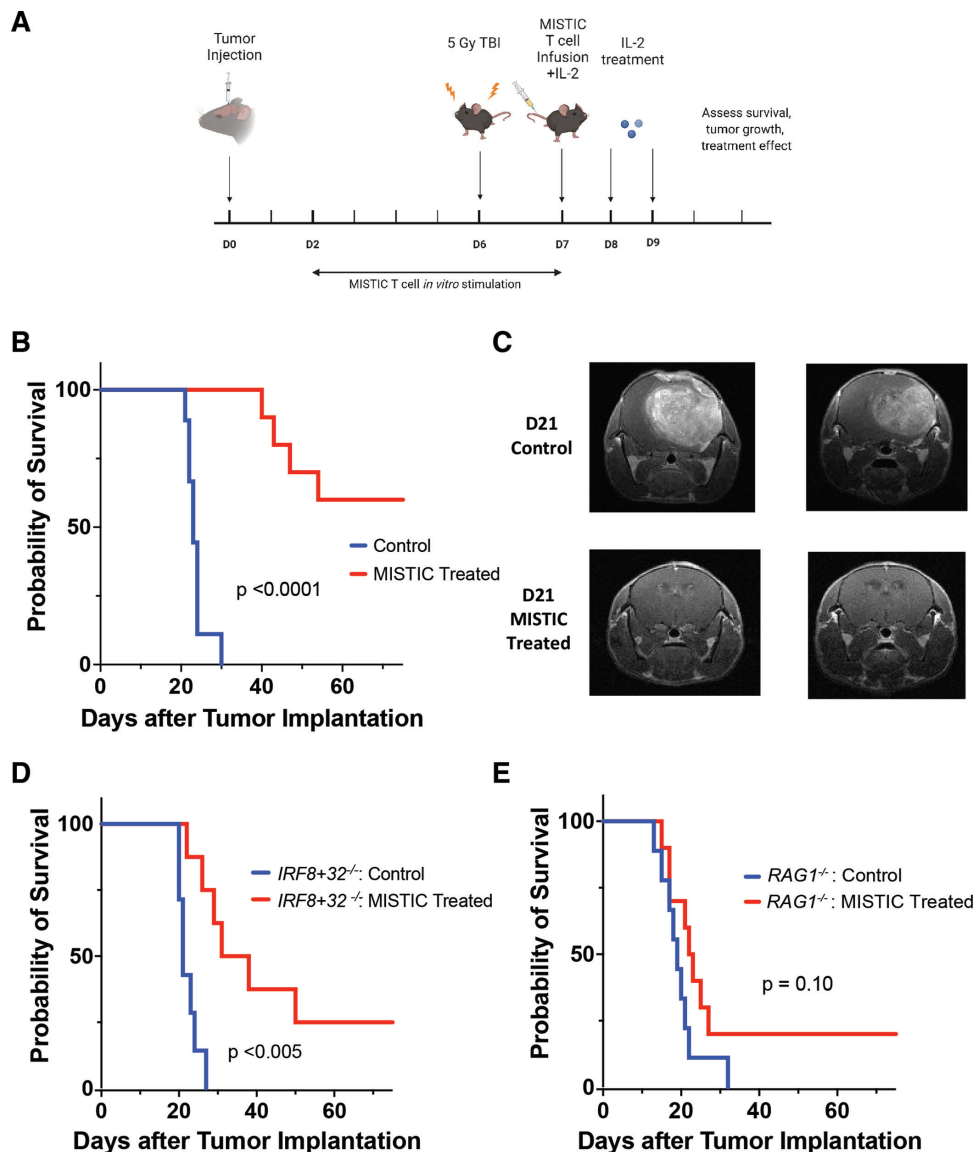 A
Tumor
Injection
5 Gy TBI
MISTIC
T cell
Infusion
+IL-2
IL-2
treatment
Assess survival,
tumor growth,
treatment effect
D0
D2
D6
D7
D8
D9
MISTIC T cell in vitro stimulation
B
Probability of Survival
100
50
0
Control
MISTIC Treated
p <0.0001
0
20
40
60
Days after Tumor Implantation
C
D21
Control
D21
MISTIC
Treated
D
Probability of Survival
100
50
0
IRF8+32-/-: Control
IRF8+32-/-: MISTIC Treated
p <0.005
0
20
40
60
Days after Tumor Implantation
E
Probability of Survival
100
50
0
RAG1-/-: Control
RAG1-/-: MISTIC Treated
p = 0.10
0
20
40
60
Days after Tumor Implantation